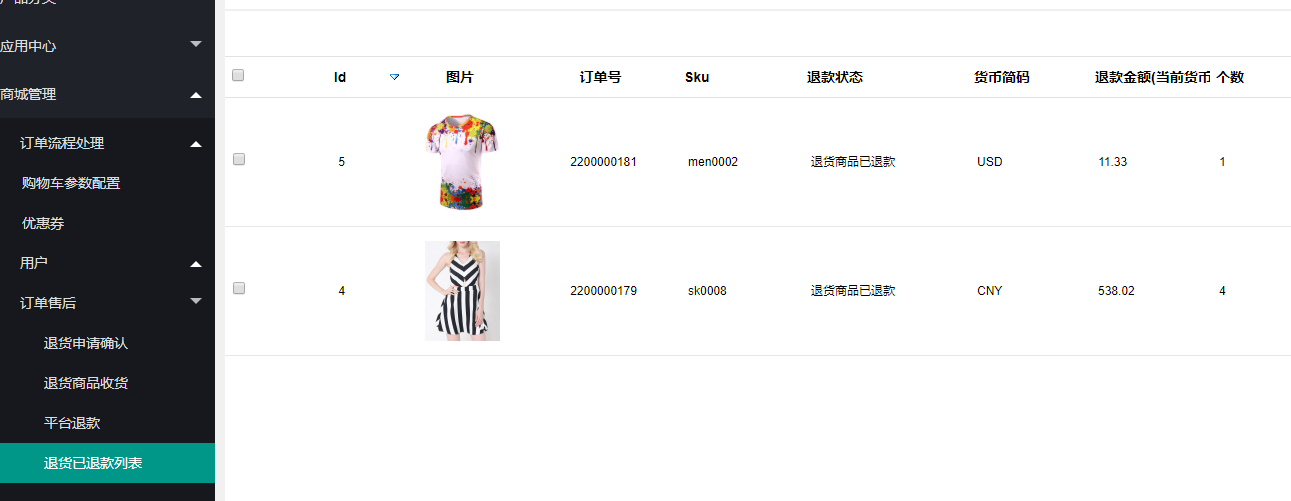 产品分类
应用中心
商城管理
订单流程处理
购物车参数配置
优惠券
用户
订单售后
退货申请确认
退货商品收货
平台退款
退货已退款列表
Id 图片 订单号 Sku 退款状态 货币简码 退款金额(当前货币 个数
5 2200000181 men0002 退货商品已退款 USD 11.33 1
4 2200000179 sk0008 退货商品已退款 CNY 538.02 4